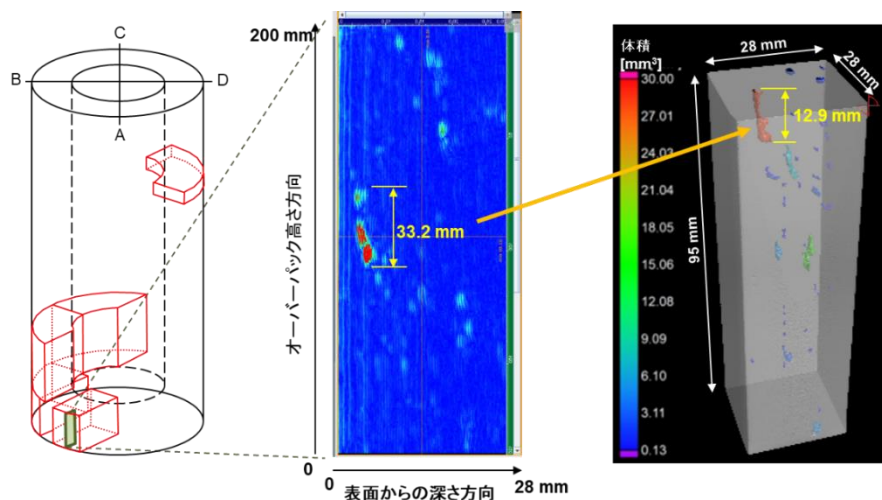 C
B
D
A
200 mm
オーバーパック高さ方向
33.2 mm
0
0
表面からの深さ方向
28 mm
体積
[mm³]
30.00
27.02
24.03
21.04
18.05
15.06
12.08
9.09
6.10
3.11
0.13
28 mm
28 mm
12.9 mm
95 mm